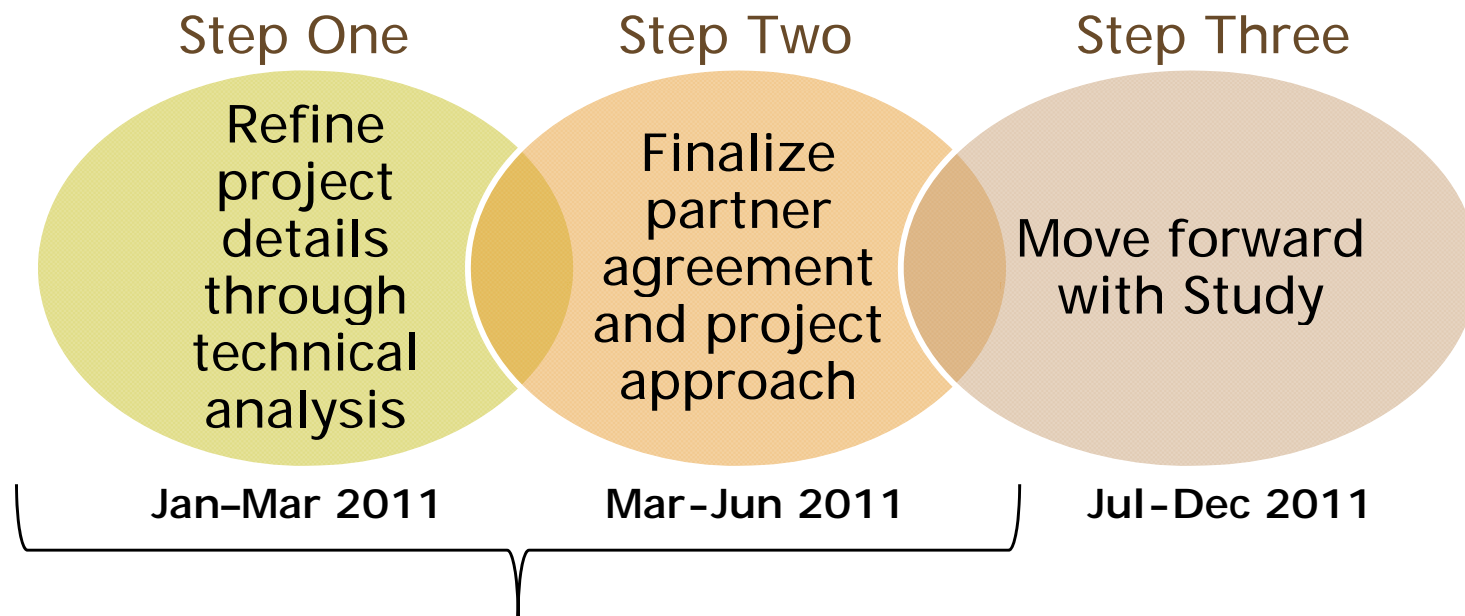 Step One
Step Two
Step Three
Refine
project
details
through
technical
analysis
Finalize
partner
agreement
and project
approach
Move forward
with Study
Jan–Mar 2011
Mar-Jun 2011
Jul-Dec 2011